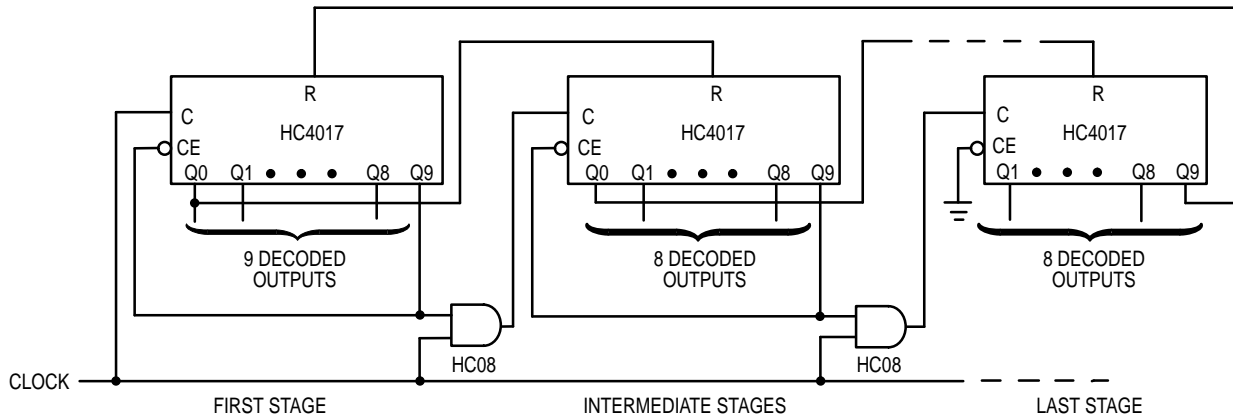 R
R
R
C
HC4017
CE
Q0 Q1 • • • Q8 Q9
C
HC4017
CE
Q0 Q1 • • • Q8 Q9
C
HC4017
CE
Q1 • • • Q8 Q9
9 DECODED
OUTPUTS
8 DECODED
OUTPUTS
8 DECODED
OUTPUTS
HC08
HC08
CLOCK
FIRST STAGE
INTERMEDIATE STAGES
LAST STAGE